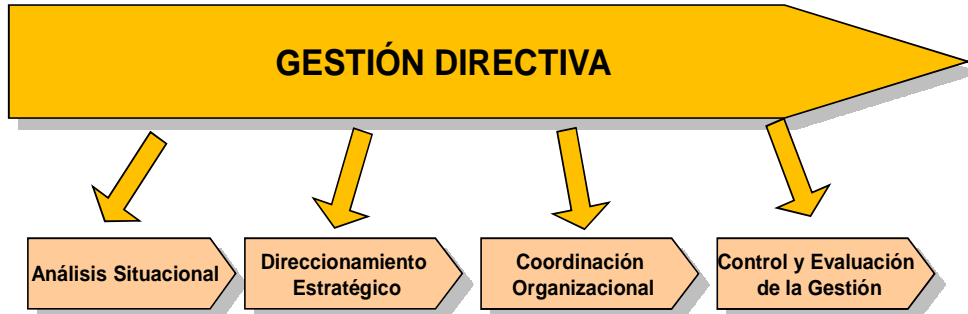 GESTIÓN DIRECTIVA
Análisis Situacional
Direccionamiento
Estratégico
Coordinación
Organizacional
Control y Evaluación
de la Gestión